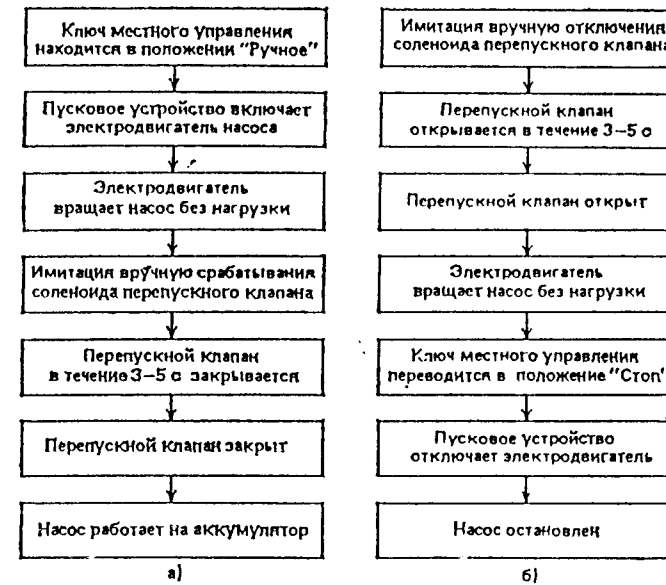 Ключ местного управления
находится в положении "Ручное"
Пусковое устройство включает
электродвигатель насоса
Электродвигатель
вращает насос без нагрузки
Имитация вручную срабатывания
соленоида перепускного клапана
Перепускной клапан
в течение 3–5 с закрывается
Перепускной клапан закрыт
Насос работает на аккумулятор
а)
Имитация вручную отключения
соленоида перепускного клапана
Перепускной клапан
открывается в течение 3–5 с
Перепускной клапан открыт
Электродвигатель
вращает насос без нагрузки
Ключ местного управления
переводится в положение "Стоп"
Пусковое устройство
отключает электродвигатель
Насос остановлен
б)